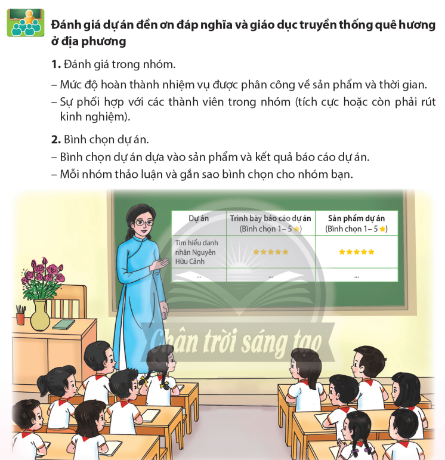 Đánh giá dự án đền ơn đáp nghĩa và giáo dục truyền thống quê hương
ở địa phương
1. Đánh giá trong nhóm.
– Mức độ hoàn thành nhiệm vụ được phân công về sản phẩm và thời gian.
– Sự phối hợp với các thành viên trong nhóm (tích cực hoặc còn phải rút
kinh nghiệm).
2. Bình chọn dự án.
– Bình chọn dự án dựa vào sản phẩm và kết quả báo cáo dự án.
– Mỗi nhóm thảo luận và gắn sao bình chọn cho nhóm bạn.
Dự án Trình bày báo cáo dự án Sản phẩm dự án
(Bình chọn 1– 5 ★) (Bình chọn 1– 5 ★)
Tìm hiểu danh
nhân Nguyễn ★★★★★ ★★★★★
Hữu Cảnh
... ... ...
Chân trời sáng tạo